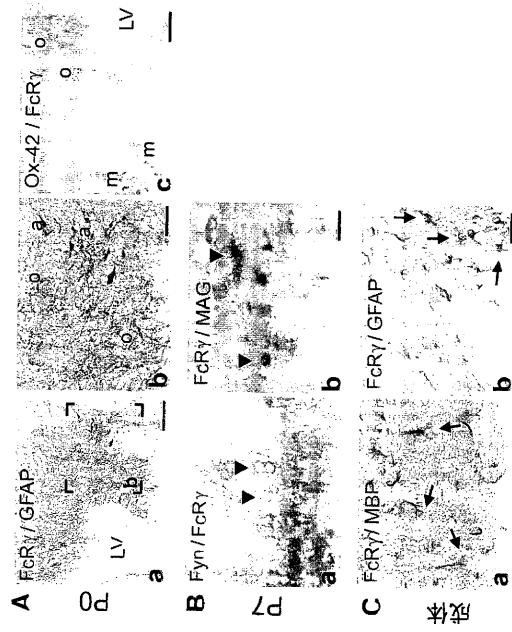 A
P0
FcRγ/GFAP
LV
b
a
o
a
a
o
b
Ox-42 / FcRγ
o
o
LV
m
m
c
B
P7
Fyn / FcRγ
a
FcRγ / MAG
b
C
成体
FcRγ/ MBP
a
FcRγ / GFAP
b